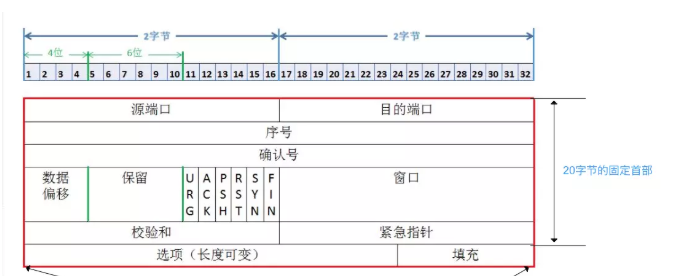 2字节 2字节
4位 6位
1 2 3 4 5 6 7 8 9 10 11 12 13 14 15 16 17 18 19 20 21 22 23 24 25 26 27 28 29 30 31 32
源端口 目的端口
序号
确认号
数据偏移 保留 URG ACK PSH RST SYN FIN 窗口
20字节的固定首部
校验和 紧急指针
选项（长度可变） 填充